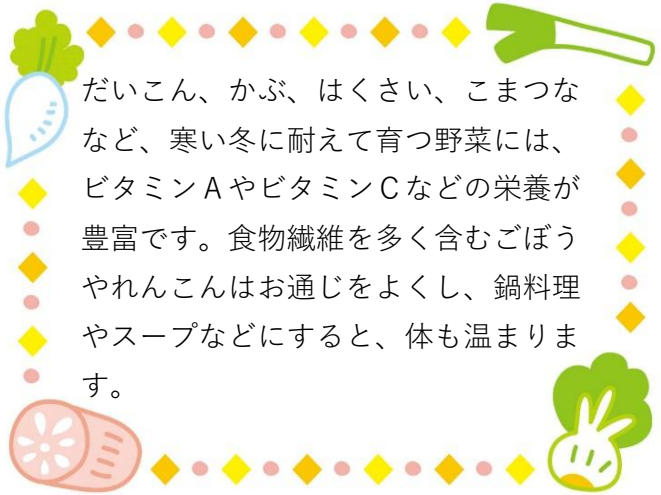 だいこん、かぶ、はくさい、こまつな
など、寒い冬に耐えて育つ野菜には、
ビタミンＡやビタミンＣなどの栄養が
豊富です。食物繊維を多く含むごぼう
やれんこんはお通じをよくし、鍋料理
やスープなどにすると、体も温まりま
す。